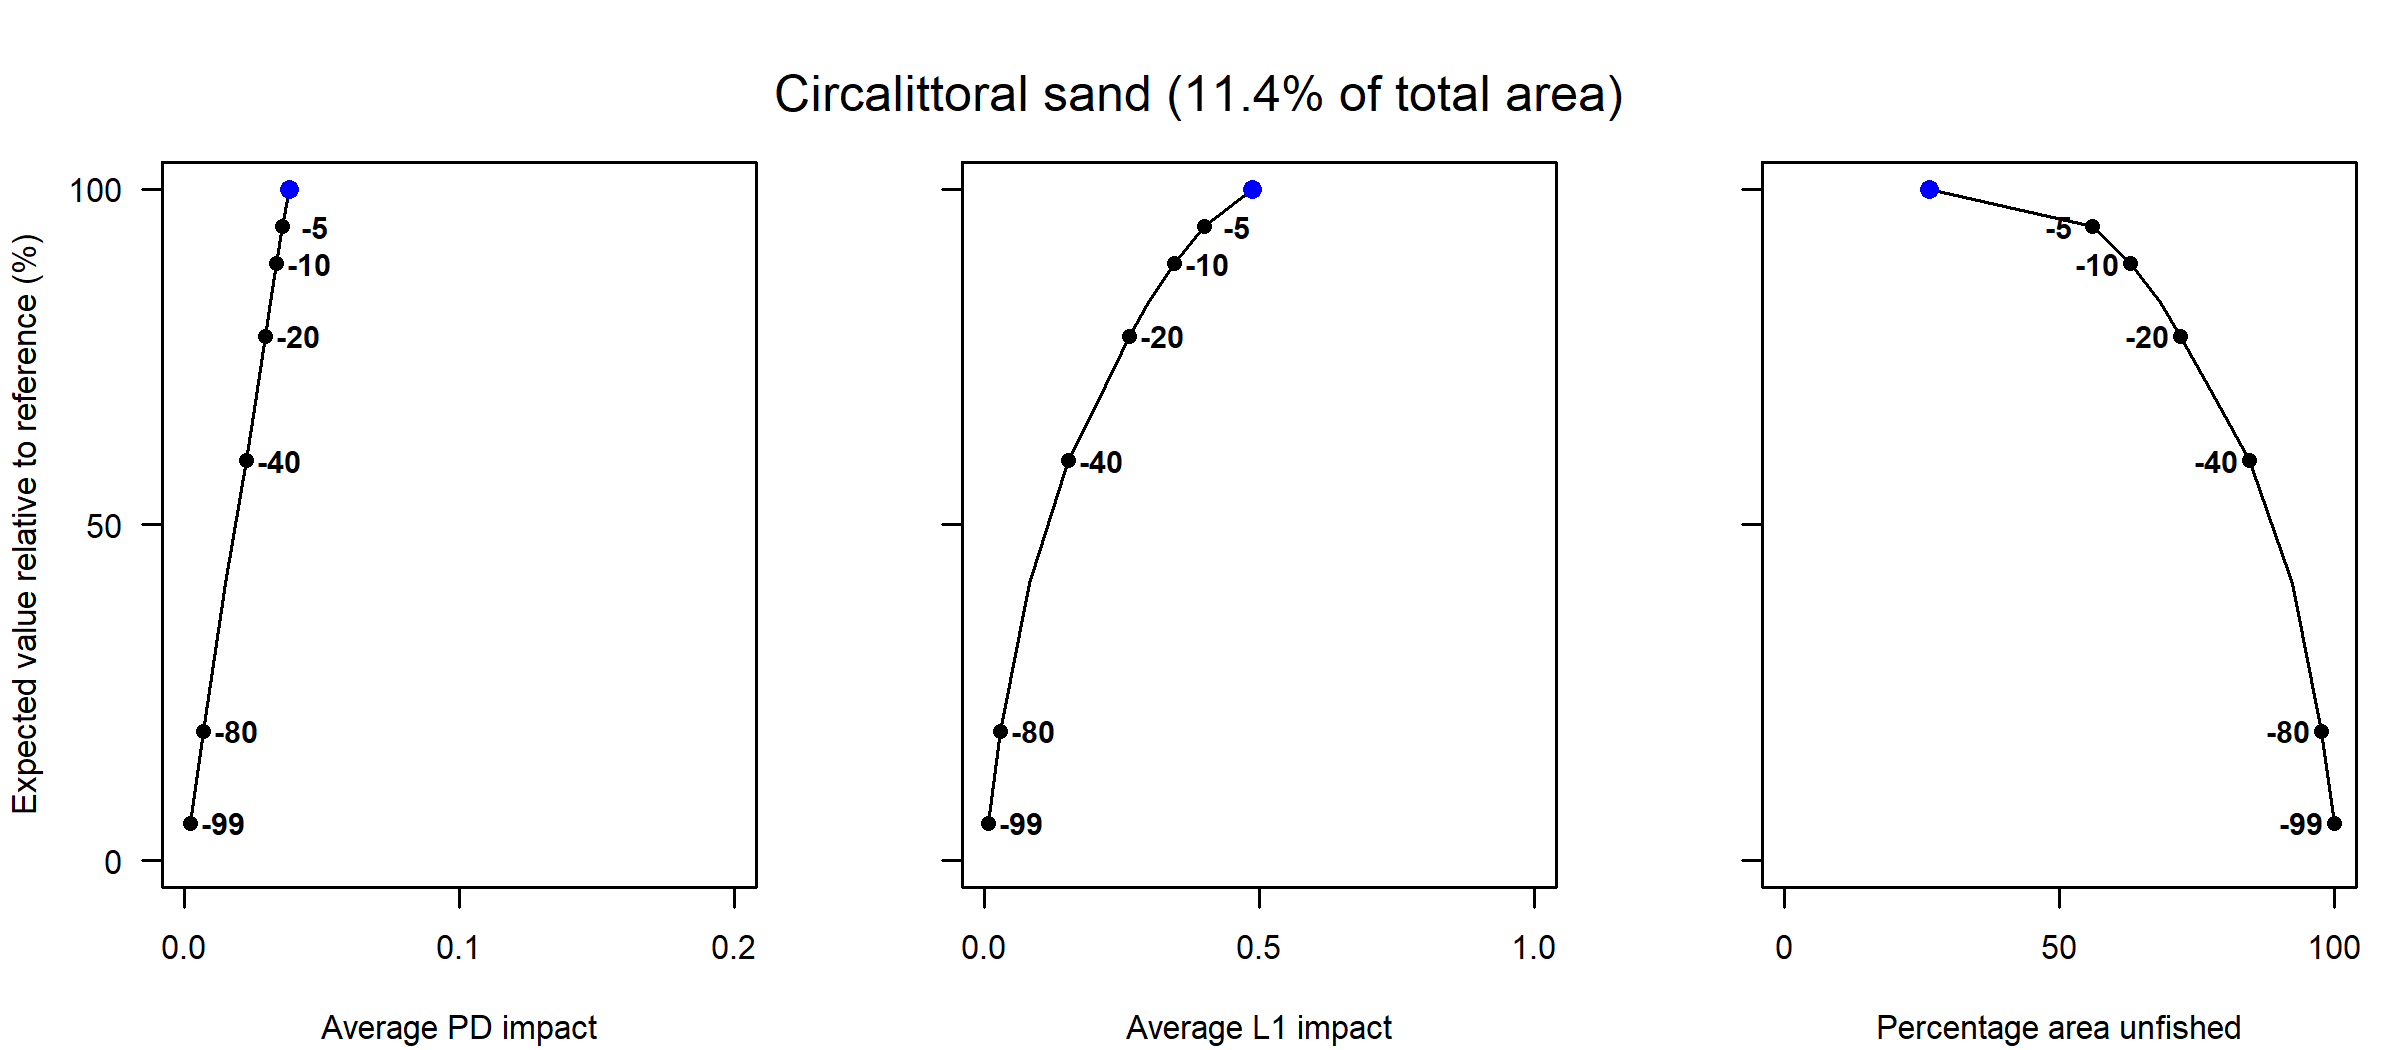 Circalittoral sand (11.4% of total area)
Expected value relative to reference (%)
100
50
0
-5
-10
-20
-40
-80
-99
0.0 0.1 0.2
Average PD impact
-5
-10
-20
-40
-80
-99
0.0 0.5 1.0
Average L1 impact
-5
-10
-20
-40
-80
-99
0 50 100
Percentage area unfished